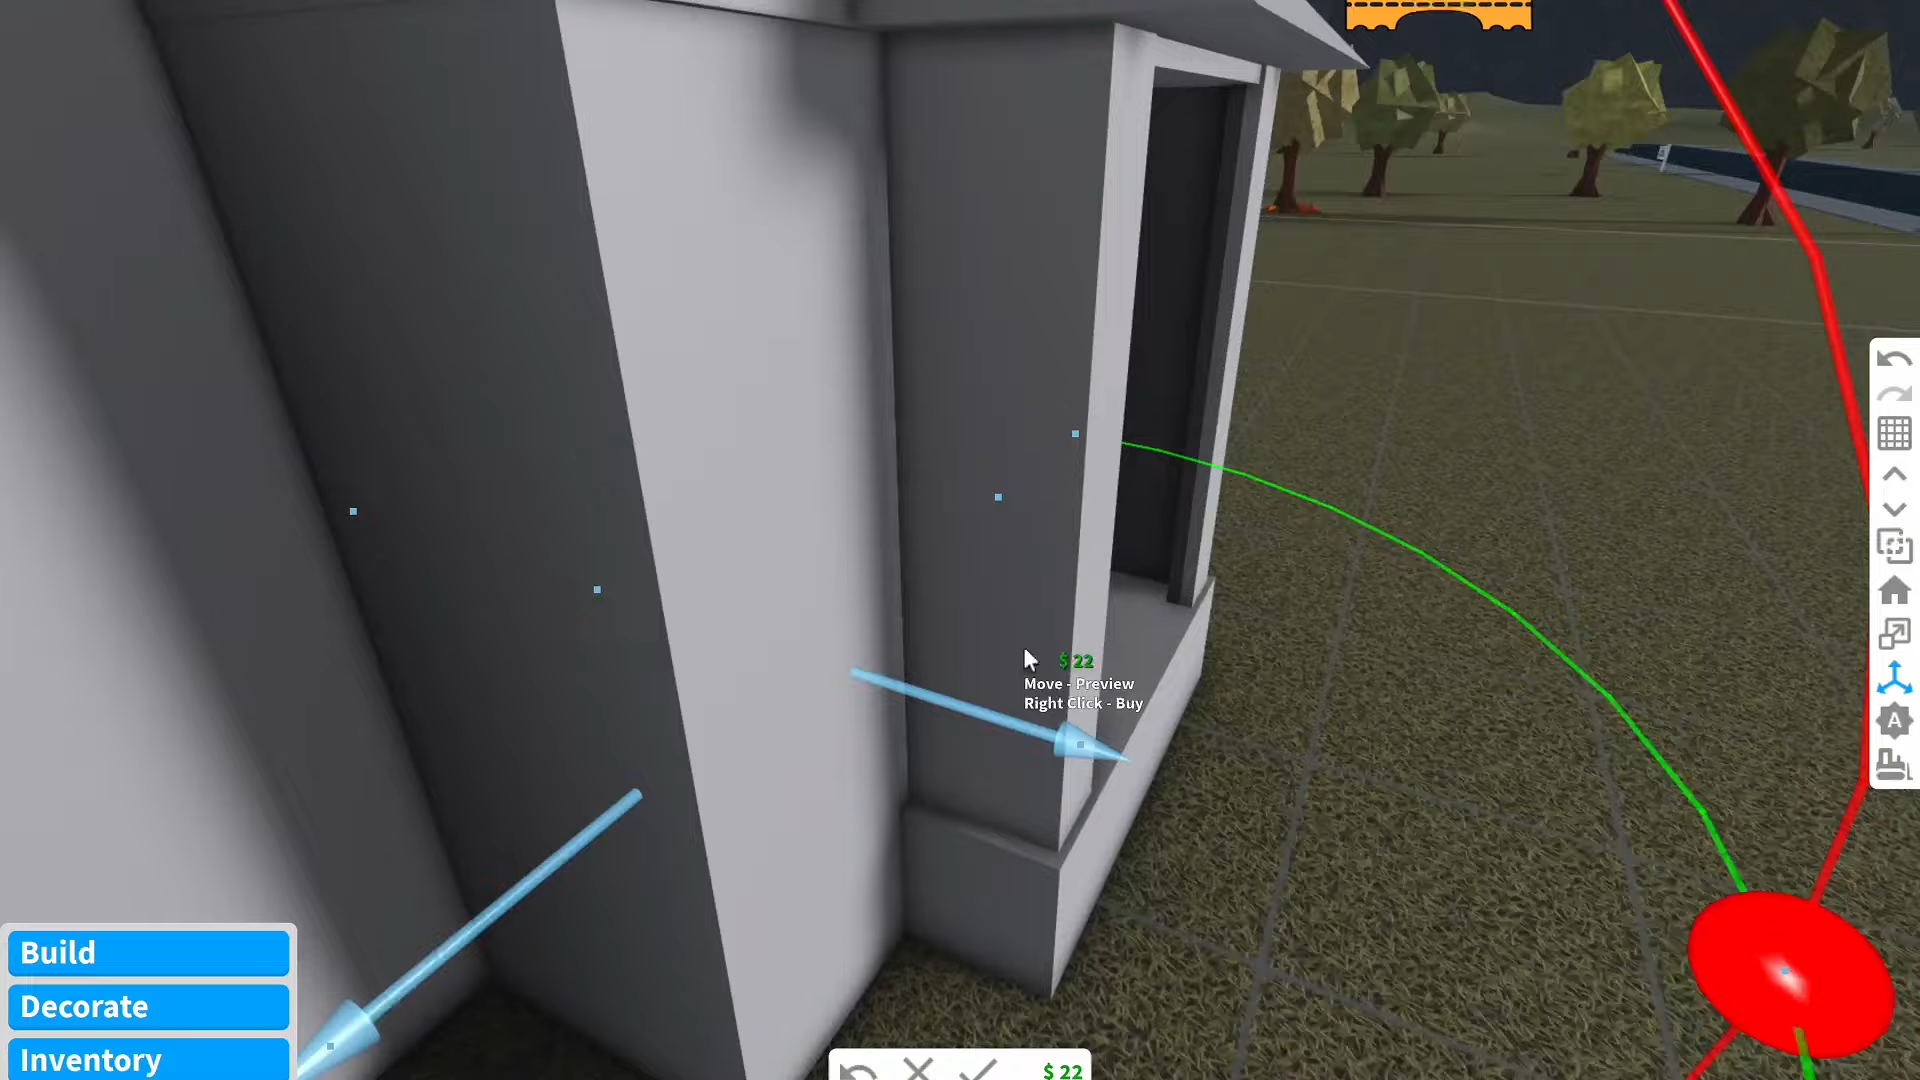 $ 22
Move - Preview
Right Click - Buy
A
Build
Decorate
Inventory
$ 22